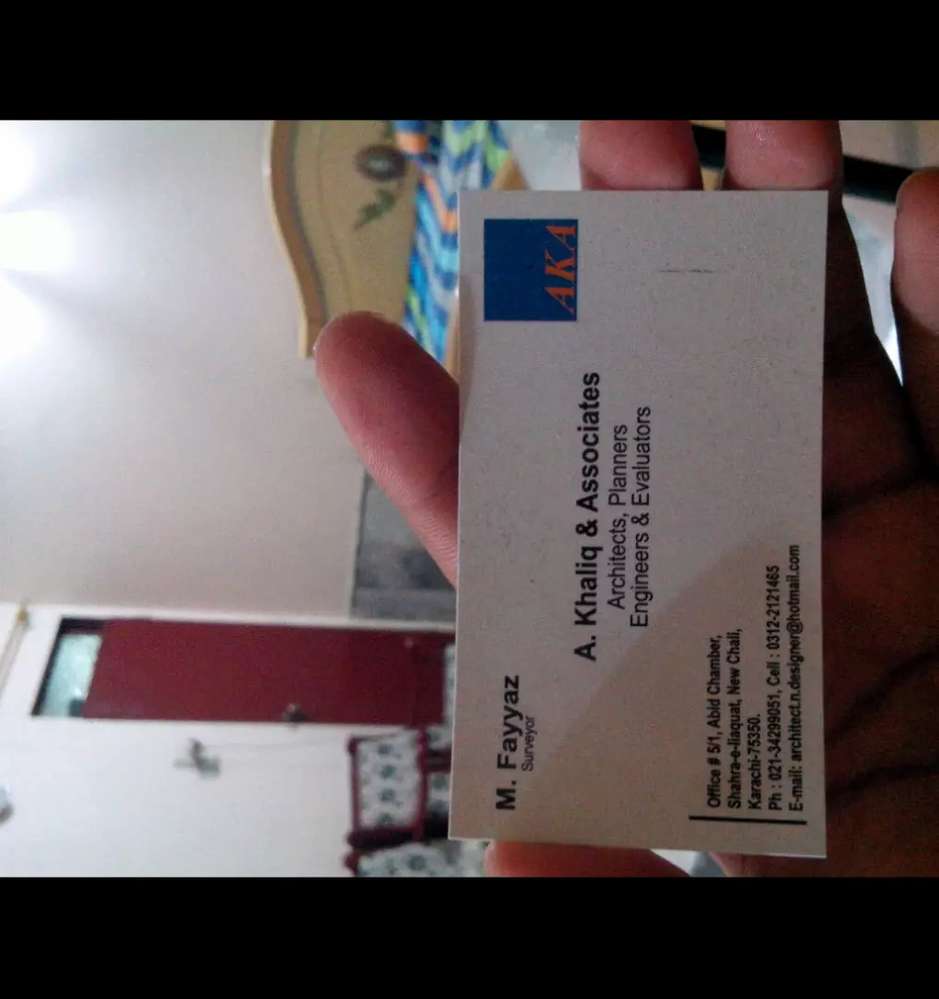 AKA
M. Fayyaz
Surveyor
A. Khaliq & Associates
Architects, Planners
Engineers & Evaluators
Office # 5/1, Abid Chamber,
Shahra-e-liaquat, New Chali,
Karachi-75350.
Ph : 021-34299051, Cell : 0312-2121465
E-mail: architect.n.designer@hotmail.com